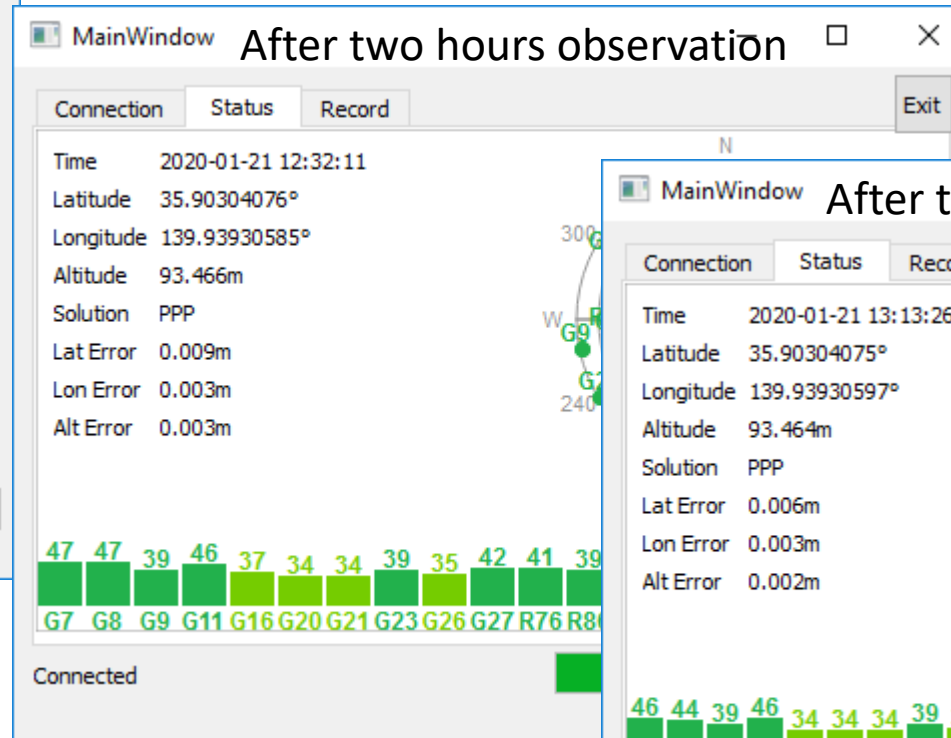 MainWindow
After two hours observation
Connection Status Record
Exit
Time 2020-01-21 12:32:11
Latitude 35.90304076°
Longitude 139.93930585°
Altitude 93.466m
Solution PPP
Lat Error 0.009m
Lon Error 0.003m
Alt Error 0.003m
N
300
W
G9
240
47 47 39 46 37 34 34 39 35 42 41 39
G7 G8 G9 G11 G16 G20 G21 G23 G26 G27 R76
Connected
MainWindow
After
Connection Status
Time 2020-01-21 13:13:26
Latitude 35.90304075°
Longitude 139.93930597°
Altitude 93.464m
Solution PPP
Lat Error 0.006m
Lon Error 0.003m
Alt Error 0.002m
46 44 39 46 34 34 34 39